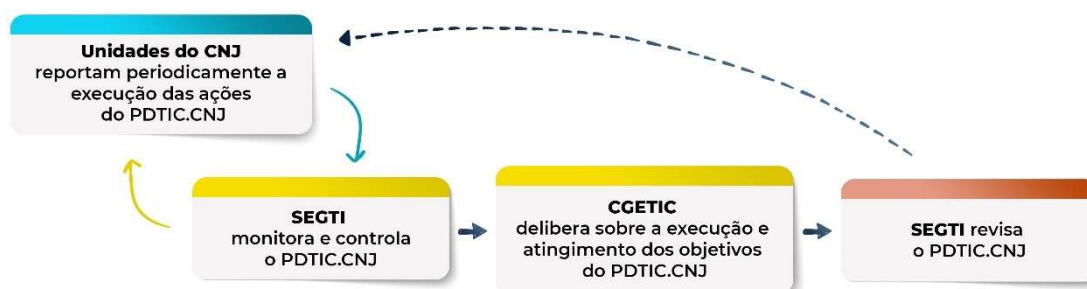 Unidades do CNJ
reportam periodicamente a
execução das ações
do PDTIC.CNJ
SEGTI
monitora e controla
o PDTIC.CNJ
CGETIC
delibera sobre a execução e
atingimento dos objetivos
do PDTIC.CNJ
SEGTI revisa
o PDTIC.CNJ